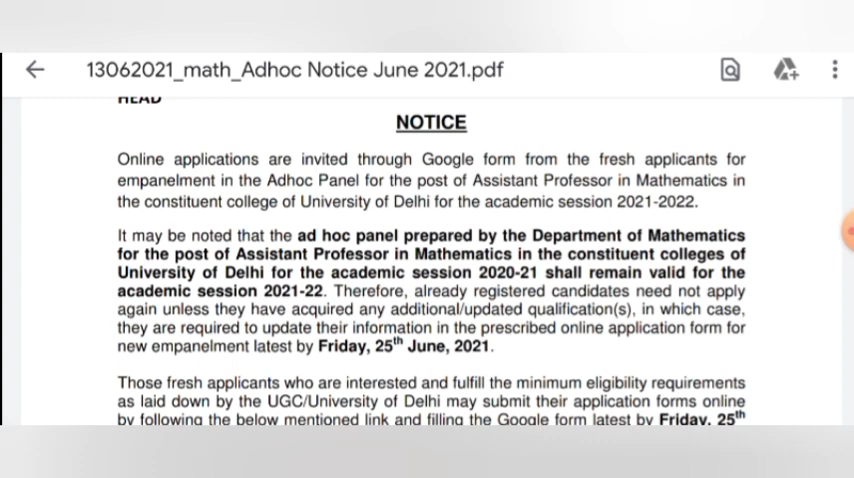 13062021_math_Adhoc Notice June 2021.pdf
HEAD
NOTICE
Online applications are invited through Google form from the fresh applicants for
empanelment in the Adhoc Panel for the post of Assistant Professor in Mathematics in
the constituent college of University of Delhi for the academic session 2021-2022.
It may be noted that the ad hoc panel prepared by the Department of Mathematics
for the post of Assistant Professor in Mathematics in the constituent colleges of
University of Delhi for the academic session 2020-21 shall remain valid for the
academic session 2021-22. Therefore, already registered candidates need not apply
again unless they have acquired any additional/updated qualification(s), in which case,
they are required to update their information in the prescribed online application form for
new empanelment latest by Friday, 25th June, 2021.
Those fresh applicants who are interested and fulfill the minimum eligibility requirements
as laid down by the UGC/University of Delhi may submit their application forms online
by following the below mentioned link and filling the Google form latest by Friday, 25th